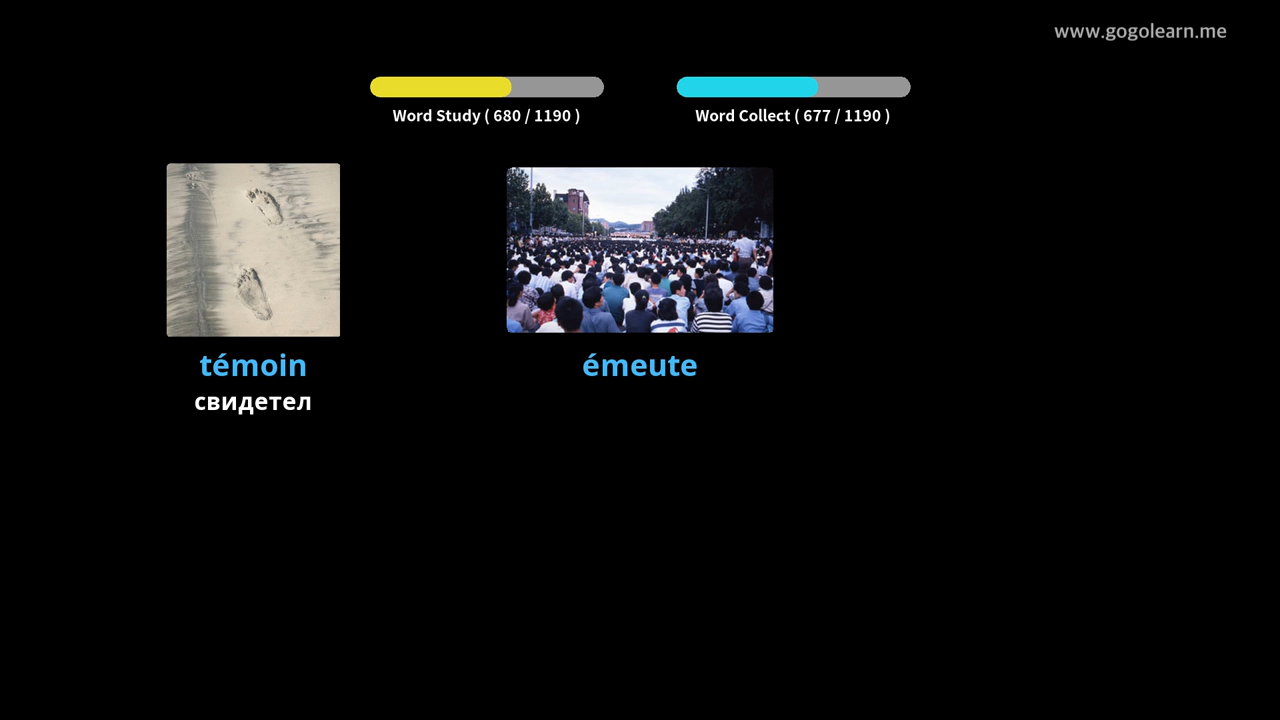 www.gogolearn.me
Word Study ( 680 / 1190 )
Word Collect ( 677 / 1190 )
témoin
свидетел
émeute